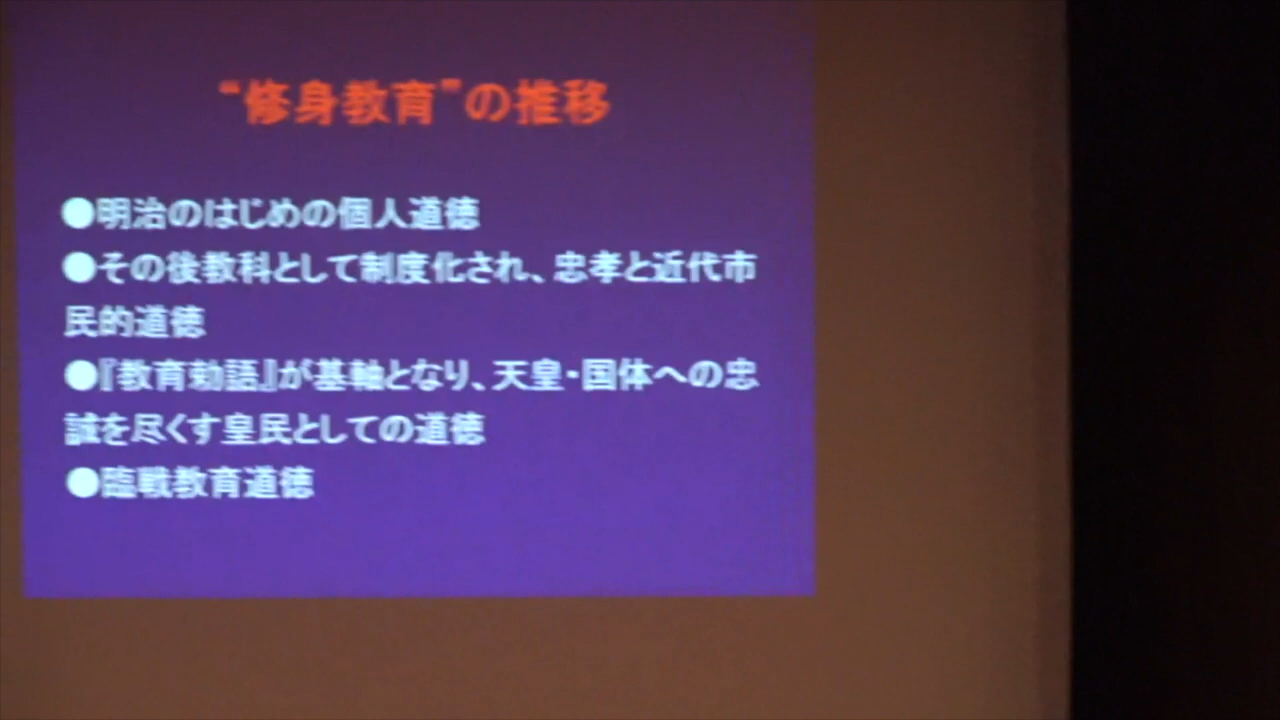 “修身教育”の推移
●明治のはじめの個人道徳
●その後教科として制度化され、忠孝と近代市
民的道徳
●『教育勅語』が基軸となり、天皇・国体への忠
誠を尽くす皇民としての道徳
●臨戦教育道徳